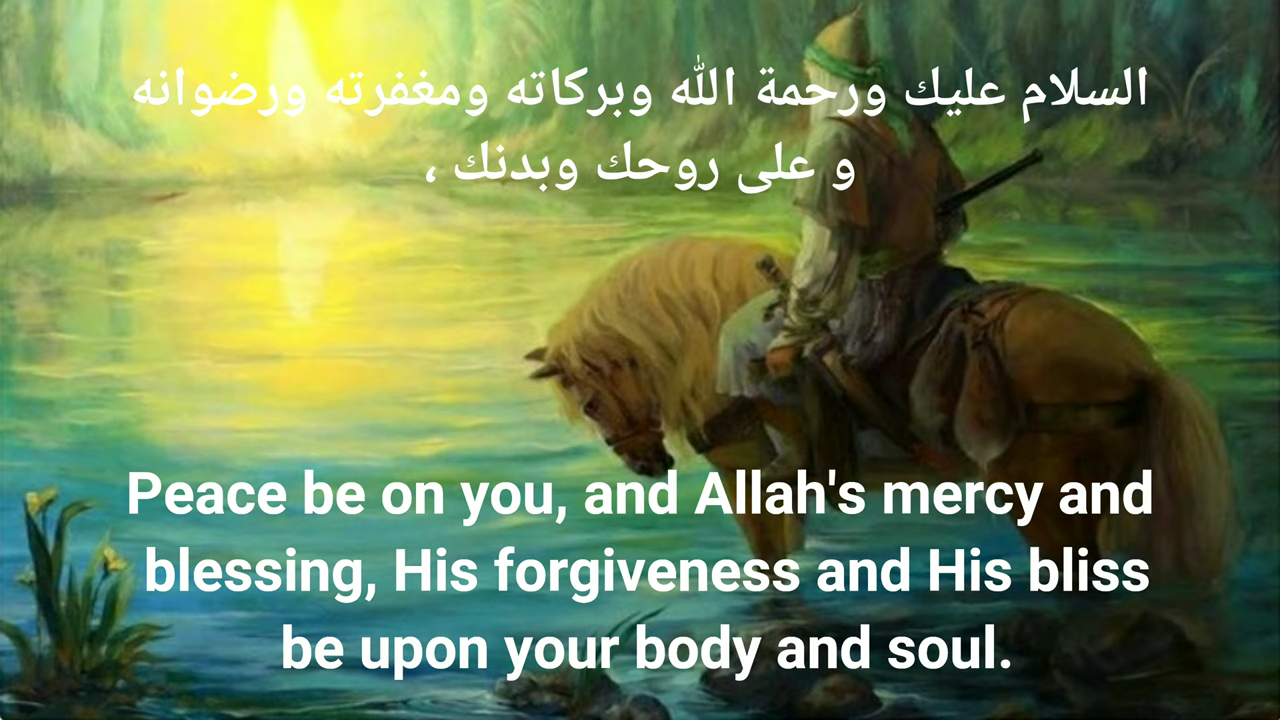 السلام عليك ورحمة الله وبركاته ومغفرته ورضوانه
و على روحك وبدنك ،
Peace be on you, and Allah's mercy and
blessing, His forgiveness and His bliss
be upon your body and soul.